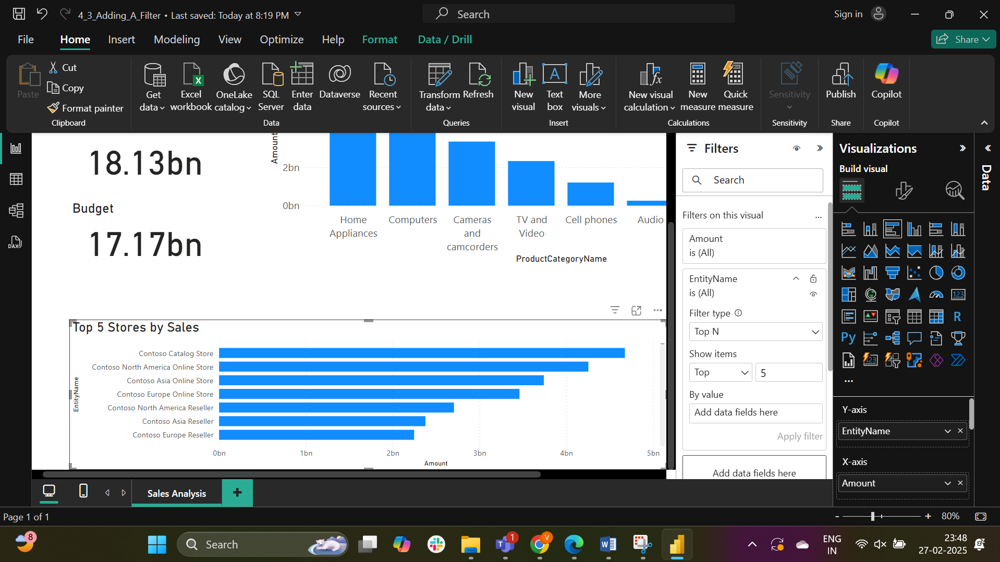 4_3_Adding_A_Filter • Last saved: Today at 8:19 PM
Search
Sign in
File
Home
Insert
Modeling
View
Optimize
Help
Format
Data / Drill
Share
Paste
Cut
Copy
Format painter
Clipboard
Get
data
Excel
workbook
OneLake
catalog
SQL
Server
Enter
data
Dataverse
Recent
sources
Data
Transform
data
Refresh
Queries
New
visual
Text
box
More
visuals
Insert
New visual
calculation
New
measure
Quick
measure
Calculations
Sensitivity
Sensitivity
Publish
Share
Copilot
Copilot
DAX
18.13bn
Budget
17.17bn
Amount
2bn
0bn
Home
Appliances
Computers
Cameras
and
camcorders
TV and
Video
Cell phones
Audio
ProductCategoryName
Top 5 Stores by Sales
EntityName
Contoso Catalog Store
Contoso North America Online Store
Contoso Asia Online Store
Contoso Europe Online Store
Contoso North America Reseller
Contoso Asia Reseller
Contoso Europe Reseller
0bn
1bn
2bn
3bn
4bn
5bn
Amount
Filters
Search
Filters on this visual
...
Amount
is (All)
EntityName
is (All)
Filter type
Top N
Show items
Top
5
By value
Add data fields here
Apply filter
Add data fields here
Visualizations
Build visual
123
R
Py
123
...
Y-axis
EntityName
X-axis
Amount
Data
Sales Analysis
+
Page 1 of 1
- + 80%
8
Search
T
1
V
W
ENG
IN
23:48
27-02-2025